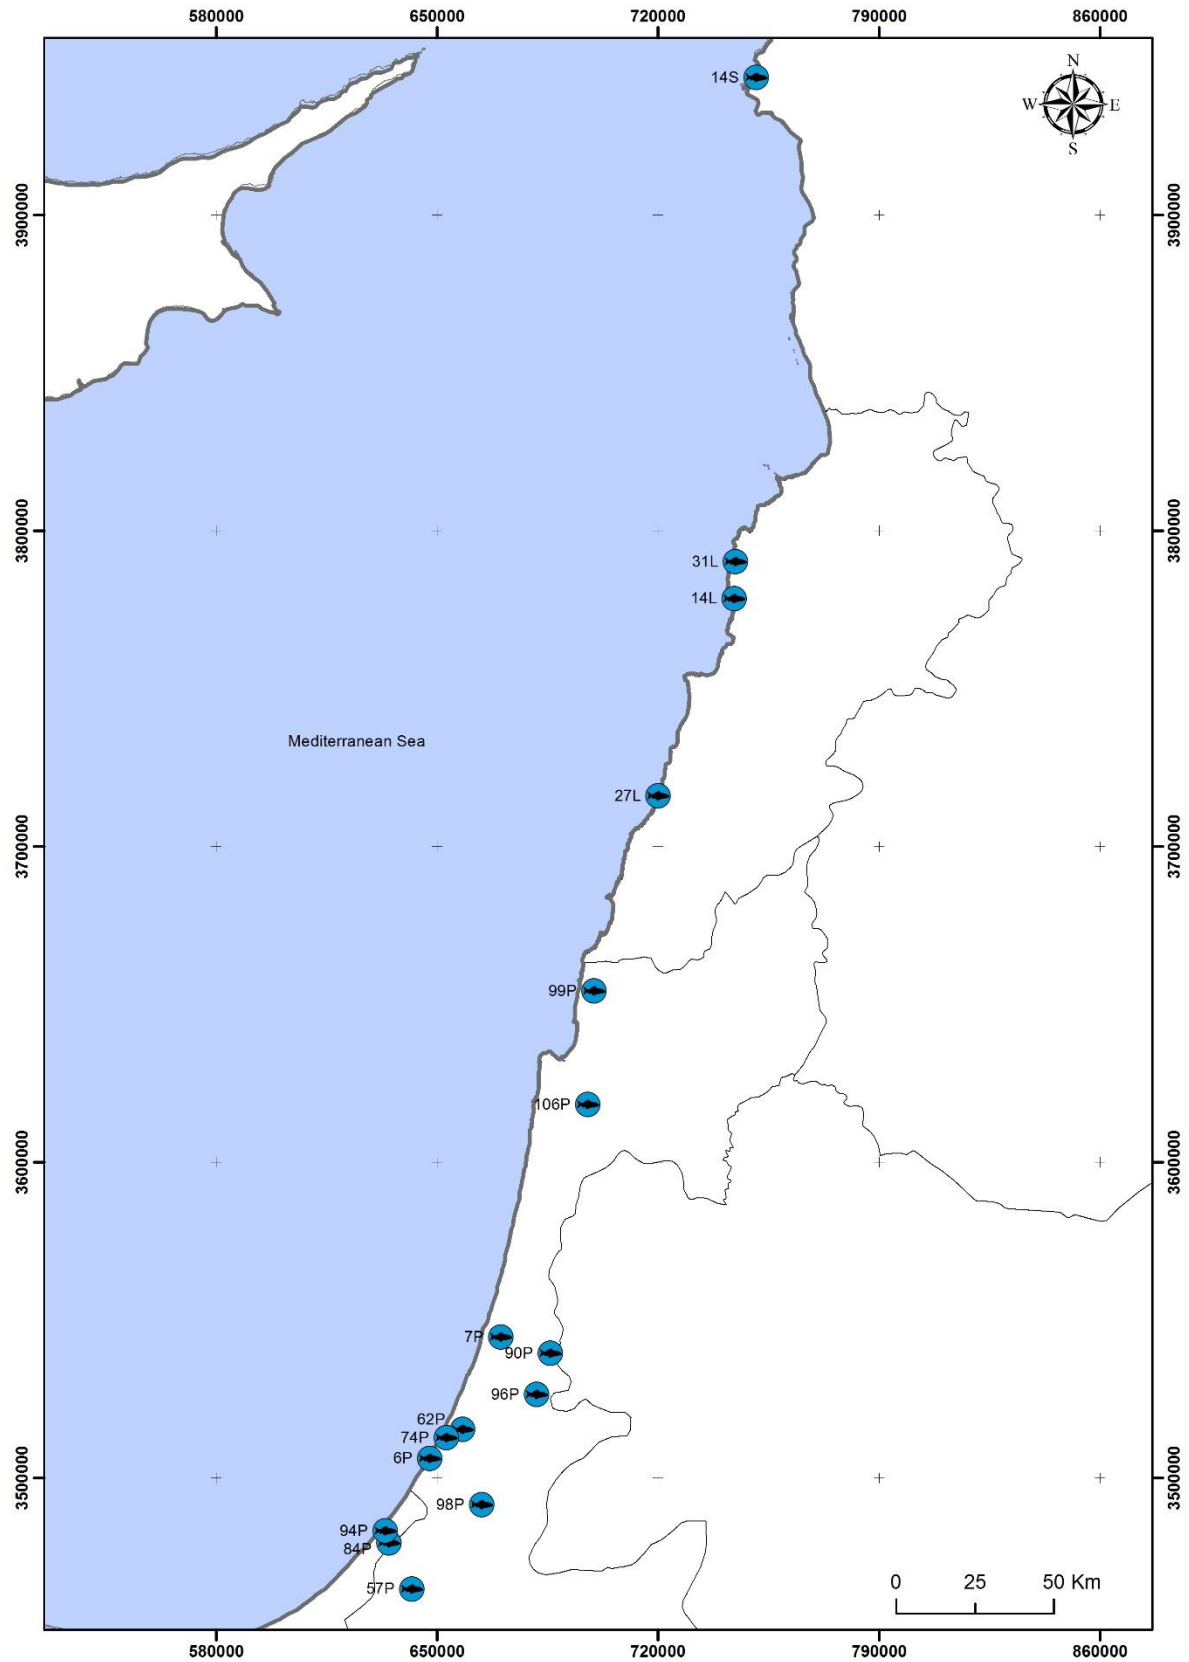 580000 650000 720000 790000 860000
14S
N
W E
S
3900000 3900000
3800000 3800000
31L
14L
Mediterranean Sea
27L
3700000 3700000
99P
106P
3600000 3600000
7P
90P
96P
62P
74P
6P
3500000 3500000
98P
94P
84P
57P
0 25 50 Km
580000 650000 720000 790000 860000